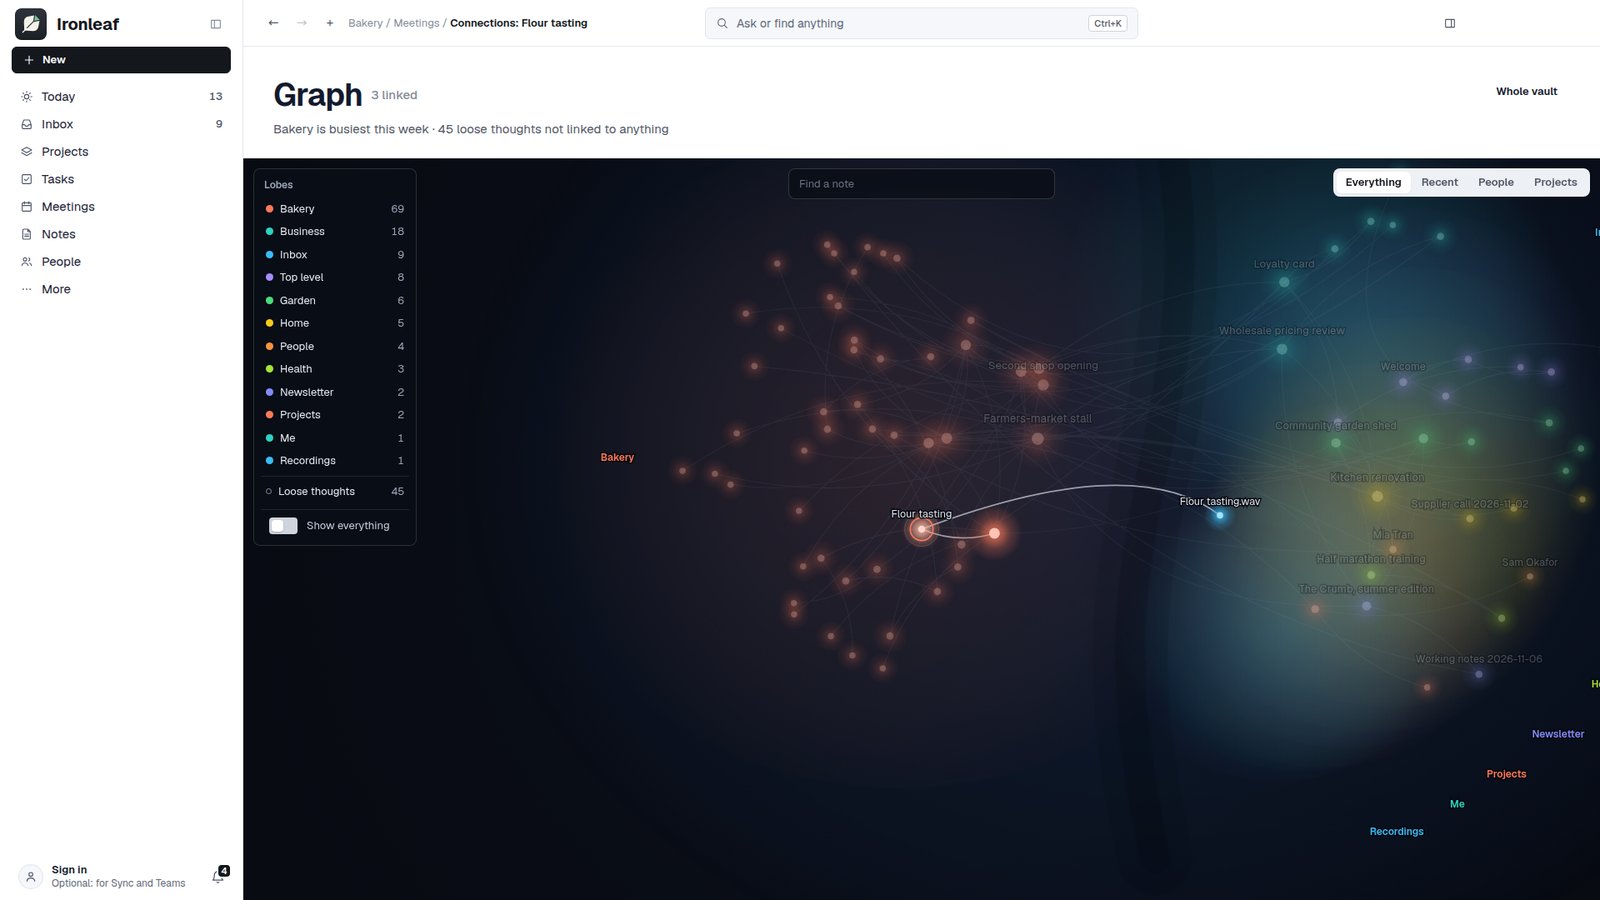 Ironleaf
New
Today 13
Inbox 9
Projects
Tasks
Meetings
Notes
People
More
Sign in
Optional: for Sync and Teams
4
Bakery / Meetings / Connections: Flour tasting
Ask or find anything
Ctrl+K
Graph 3 linked
Whole vault
Bakery is busiest this week · 45 loose thoughts not linked to anything
Lobes
Bakery 69
Business 18
Inbox 9
Top level 8
Garden 6
Home 5
People 4
Health 3
Newsletter 2
Projects 2
Me 1
Recordings 1
Loose thoughts 45
Show everything
Find a note
Everything Recent People Projects
Loyalty card
Wholesale pricing review
Second shop opening
Welcome
Farmers-market stall
Community garden shed
Bakery
Kitchen renovation
Flour tasting.wav
Supplier call 2026-11-02
Flour tasting
Mia Tran
Half marathon training
Sam Okafor
The Crumb, summer edition
Working notes 2026-11-06
Newsletter
Projects
Me
Recordings